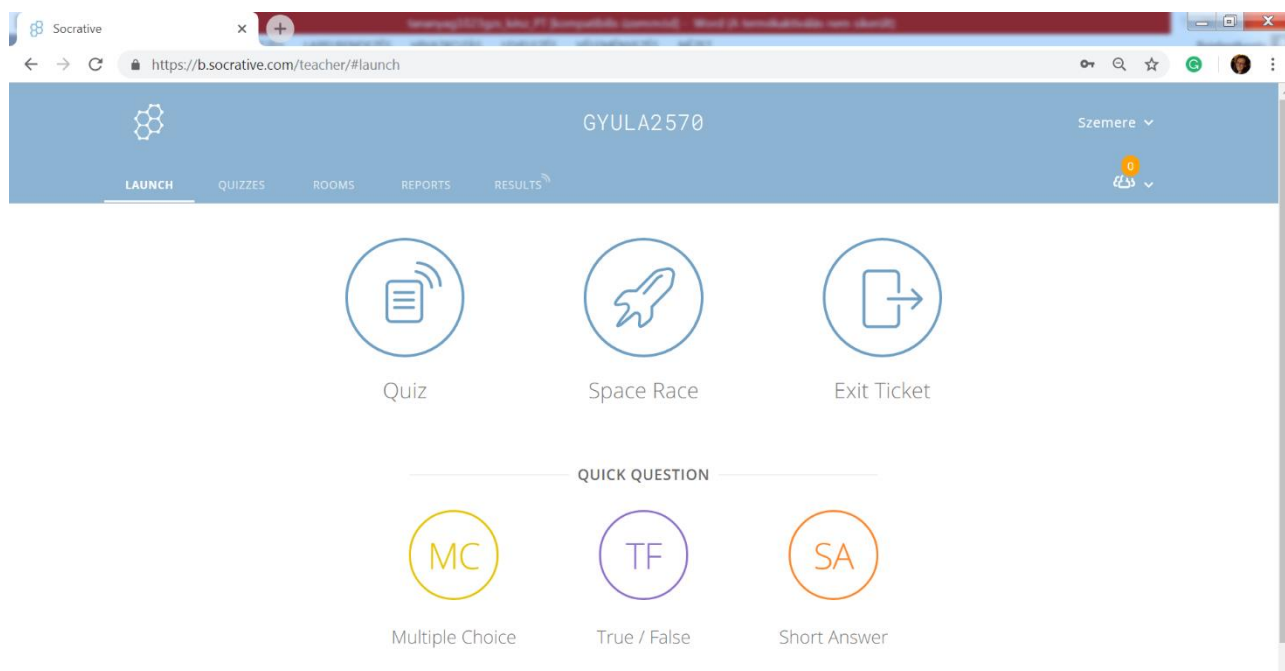 Socrative
https://b.socrative.com/teacher/#launch
GYULA2570
Szemere
0
LAUNCH QUIZZES ROOMS REPORTS RESULTS
Quiz Space Race Exit Ticket
QUICK QUESTION
MC TF SA
Multiple Choice True / False Short Answer